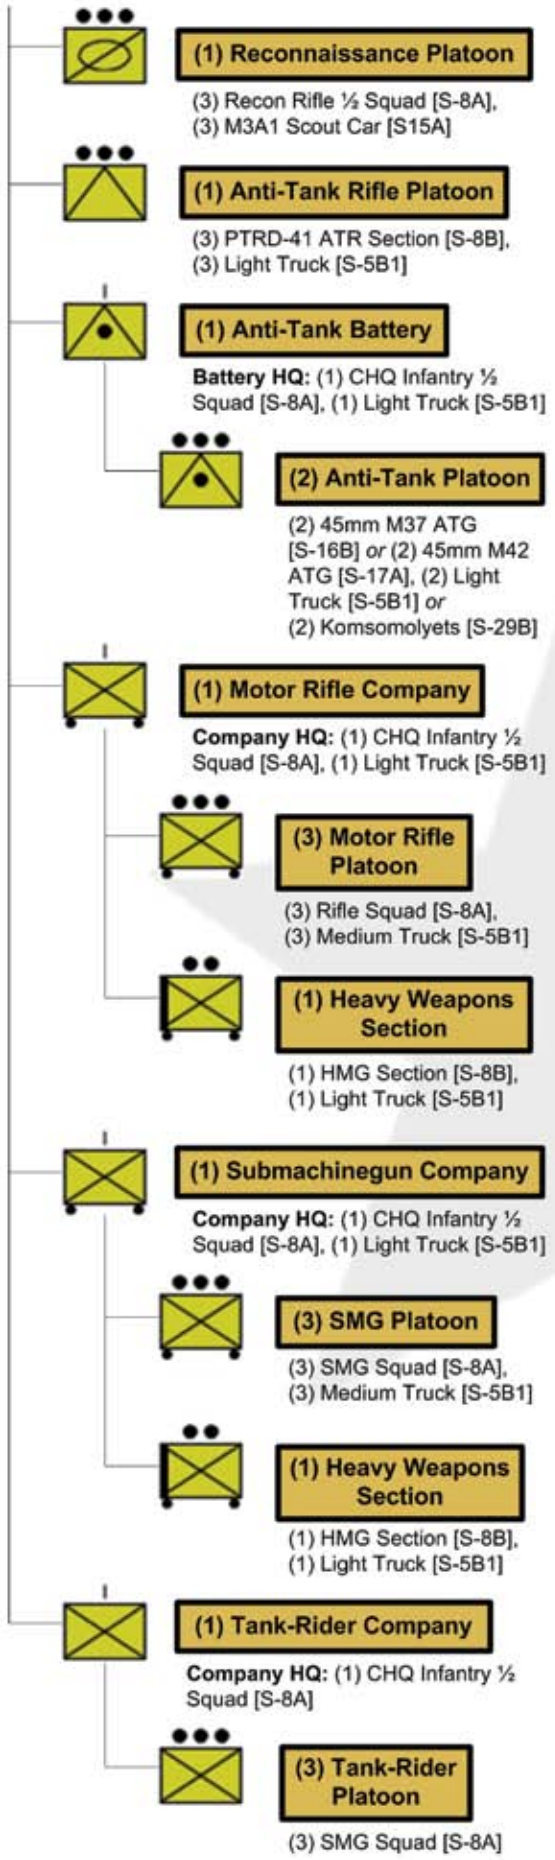 (1) Reconnaissance Platoon
(3) Recon Rifle ½ Squad [S-8A],
(3) M3A1 Scout Car [S15A]
(1) Anti-Tank Rifle Platoon
(3) PTRD-41 ATR Section [S-8B],
(3) Light Truck [S-5B1]
(1) Anti-Tank Battery
Battery HQ: (1) CHQ Infantry ½
Squad [S-8A], (1) Light Truck [S-5B1]
(2) Anti-Tank Platoon
(2) 45mm M37 ATG
[S-16B] or (2) 45mm M42
ATG [S-17A], (2) Light
Truck [S-5B1] or
(2) Komsomolyets [S-29B]
(1) Motor Rifle Company
Company HQ: (1) CHQ Infantry ½
Squad [S-8A], (1) Light Truck [S-5B1]
(3) Motor Rifle
Platoon
(3) Rifle Squad [S-8A],
(3) Medium Truck [S-5B1]
(1) Heavy Weapons
Section
(1) HMG Section [S-8B],
(1) Light Truck [S-5B1]
(1) Submachinegun Company
Company HQ: (1) CHQ Infantry ½
Squad [S-8A], (1) Light Truck [S-5B1]
(3) SMG Platoon
(3) SMG Squad [S-8A],
(3) Medium Truck [S-5B1]
(1) Heavy Weapons
Section
(1) HMG Section [S-8B],
(1) Light Truck [S-5B1]
(1) Tank-Rider Company
Company HQ: (1) CHQ Infantry ½
Squad [S-8A]
(3) Tank-Rider
Platoon
(3) SMG Squad [S-8A]